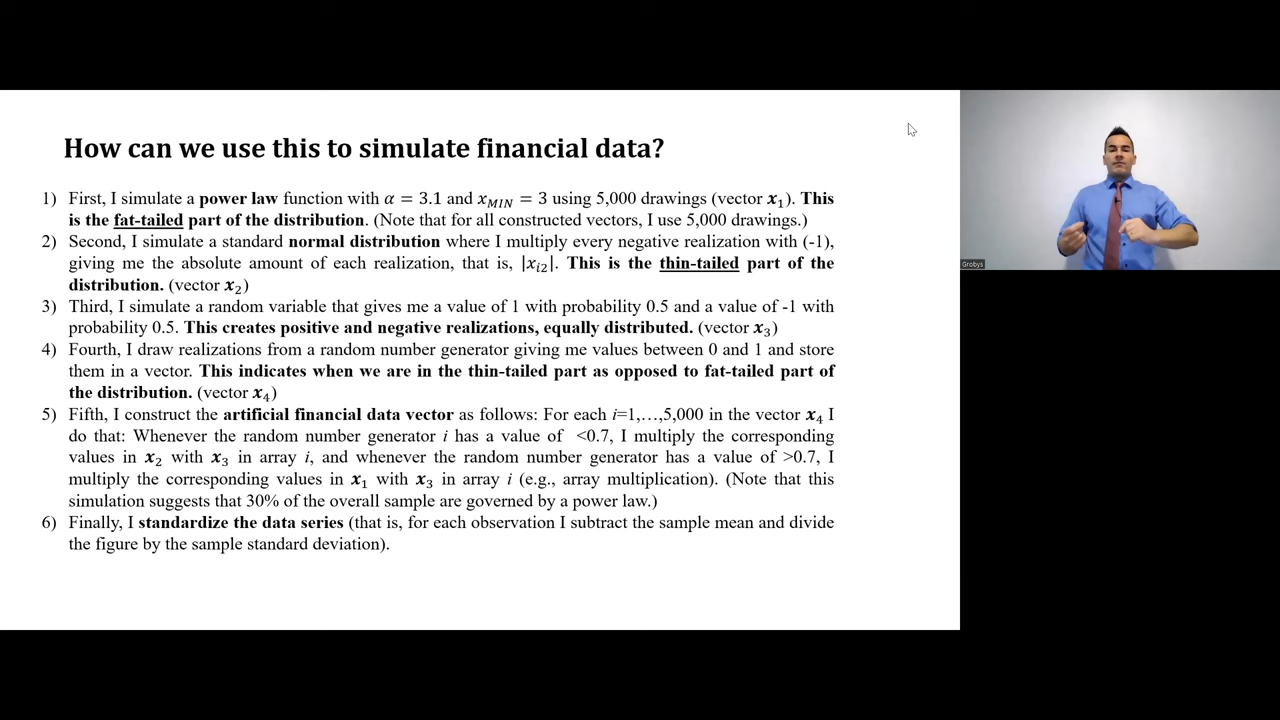 How can we use this to simulate financial data?
1) First, I simulate a power law function with 𝛼 = 3.1 and 𝑥𝑀𝐼𝑁 = 3 using 5,000 drawings (vector 𝒙₁). This
is the fat-tailed part of the distribution. (Note that for all constructed vectors, I use 5,000 drawings.)
2) Second, I simulate a standard normal distribution where I multiply every negative realization with (-1),
giving me the absolute amount of each realization, that is, |𝑥𝑖2|. This is the thin-tailed part of the
distribution. (vector 𝒙₂)
3) Third, I simulate a random variable that gives me a value of 1 with probability 0.5 and a value of -1 with
probability 0.5. This creates positive and negative realizations, equally distributed. (vector 𝒙₃)
4) Fourth, I draw realizations from a random number generator giving me values between 0 and 1 and store
them in a vector. This indicates when we are in the thin-tailed part as opposed to fat-tailed part of
the distribution. (vector 𝒙₄)
5) Fifth, I construct the artificial financial data vector as follows: For each i=1,…,5,000 in the vector 𝒙₄ I
do that: Whenever the random number generator i has a value of <0.7, I multiply the corresponding
values in 𝒙₂ with 𝒙₃ in array i, and whenever the random number generator has a value of >0.7, I
multiply the corresponding values in 𝒙₁ with 𝒙₃ in array i (e.g., array multiplication). (Note that this
simulation suggests that 30% of the overall sample are governed by a power law.)
6) Finally, I standardize the data series (that is, for each observation I subtract the sample mean and divide
the figure by the sample standard deviation).
Grobys